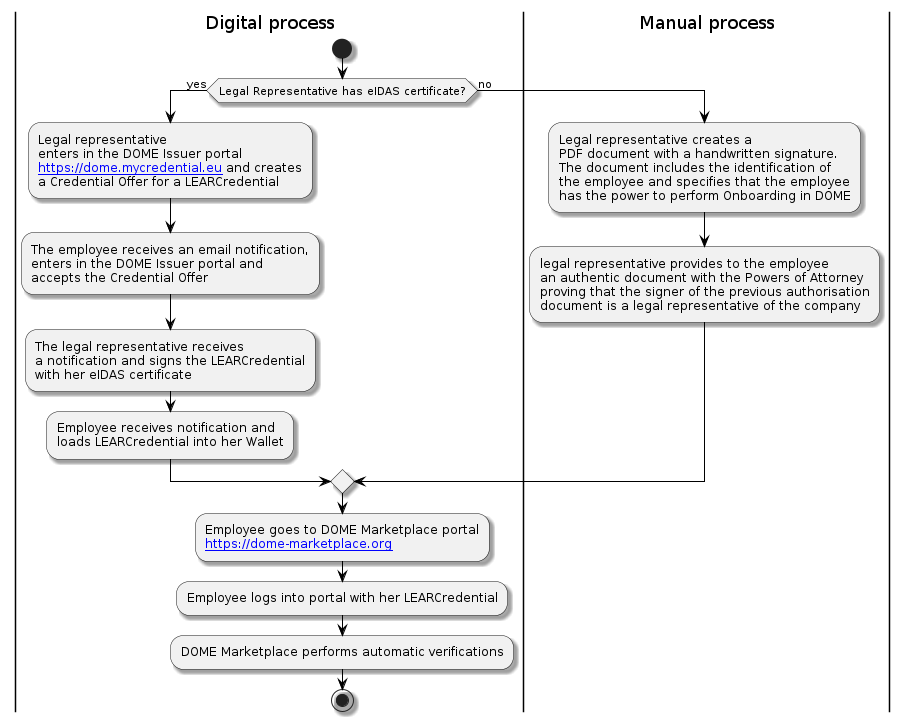 Digital process
Manual process
Legal Representative has eIDAS certificate?
yes
no
Legal representative
enters in the DOME Issuer portal
https://dome.mycredential.eu and creates
a Credential Offer for a LEARCredential
The employee receives an email notification,
enters in the DOME Issuer portal and
accepts the Credential Offer
The legal representative receives
a notification and signs the LEARCredential
with her eIDAS certificate
Employee receives notification and
loads LEARCredential into her Wallet
Legal representative creates a
PDF document with a handwritten signature.
The document includes the identification of
the employee and specifies that the employee
has the power to perform Onboarding in DOME
legal representative provides to the employee
an authentic document with the Powers of Attorney
proving that the signer of the previous authorisation
document is a legal representative of the company
Employee goes to DOME Marketplace portal
https://dome-marketplace.org
Employee logs into portal with her LEARCredential
DOME Marketplace performs automatic verifications